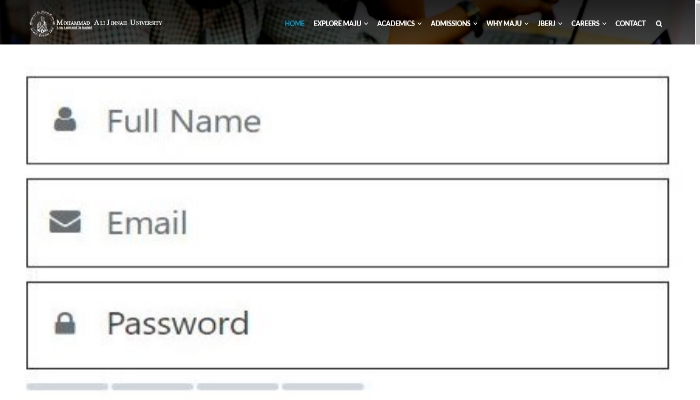 MOHAMMAD ALI JINNAH UNIVERSITY
HOME EXPLORE MAJU ACADEMICS ADMISSIONS WHY MAJU JBERJ CAREERS CONTACT
Full Name
Email
Password